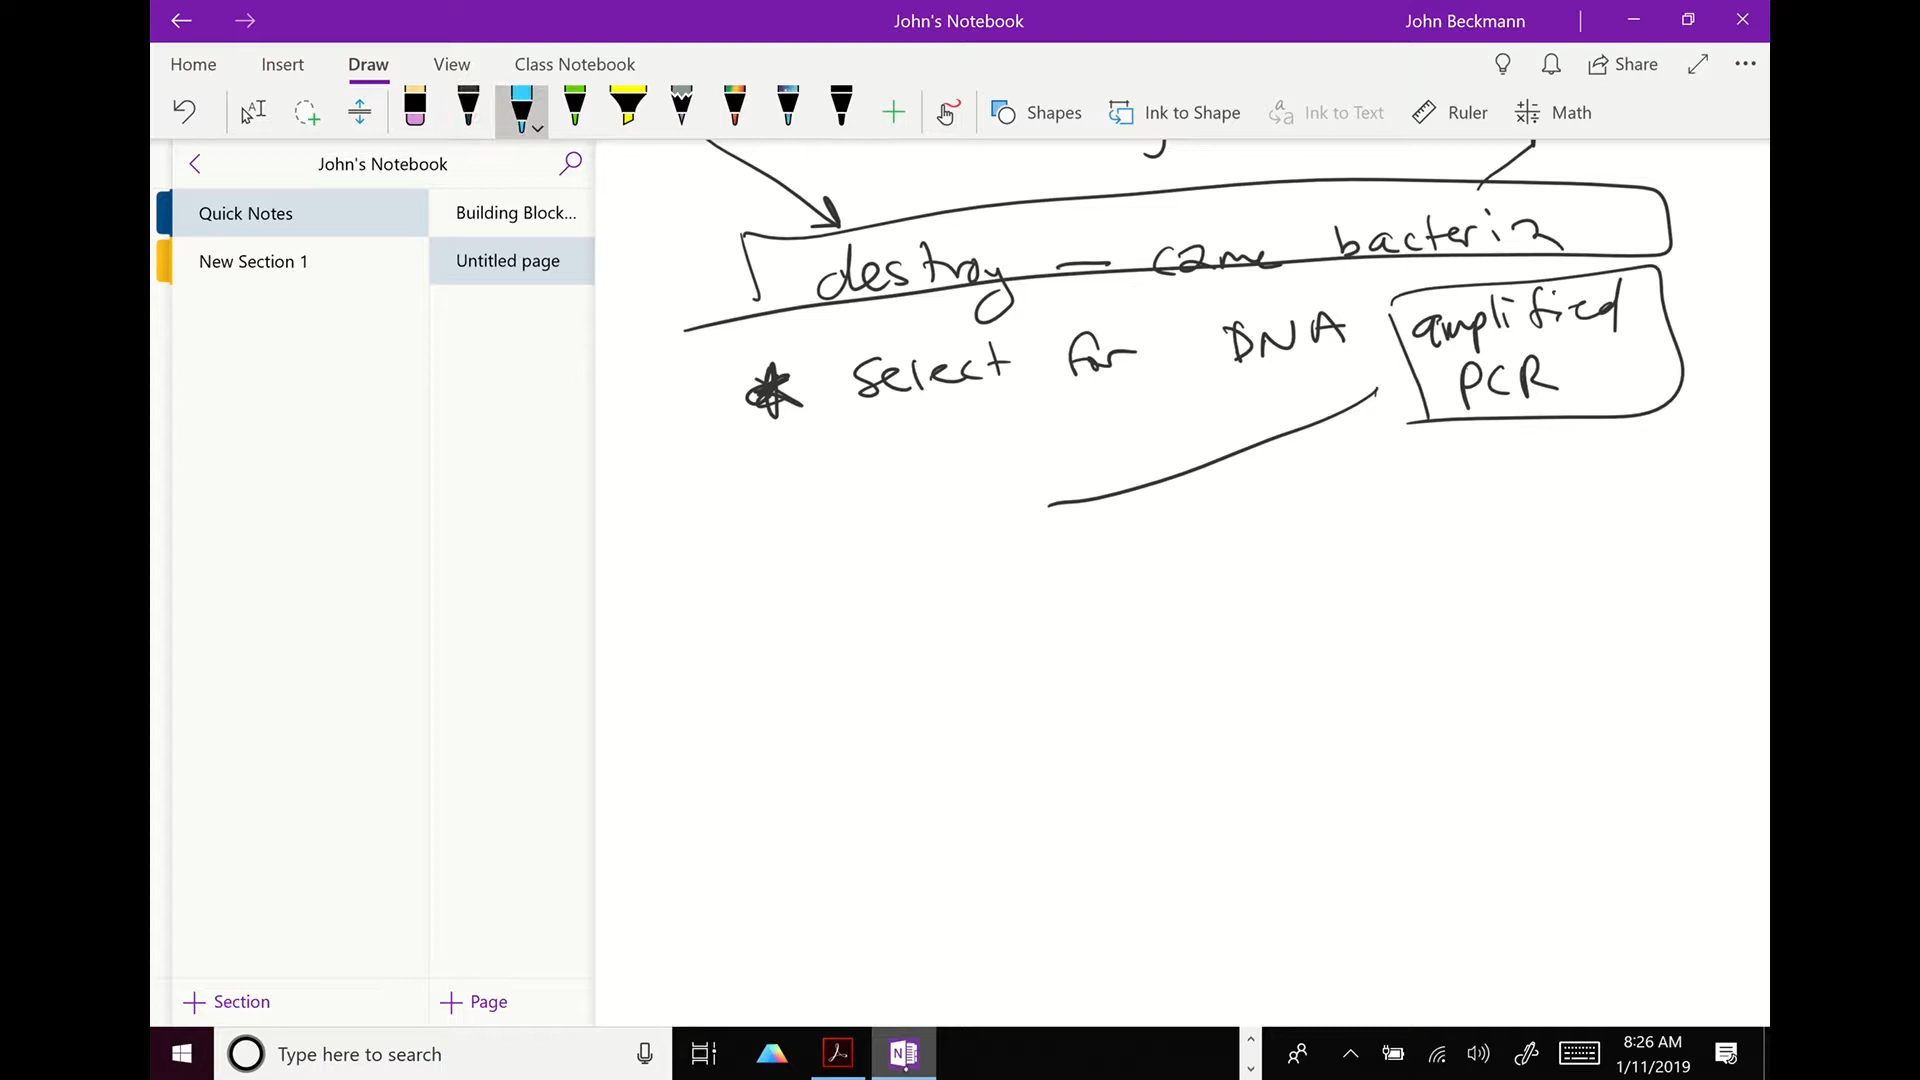 John's Notebook
John Beckmann
Home Insert Draw View Class Notebook
Share
Shapes Ink to Shape Ink to Text Ruler Math
John's Notebook
Quick Notes
New Section 1
Building Block...
Untitled page
destroy — came bacteria
* select for DNA amplified
PCR
Section
Page
Type here to search
8:26 AM
1/11/2019